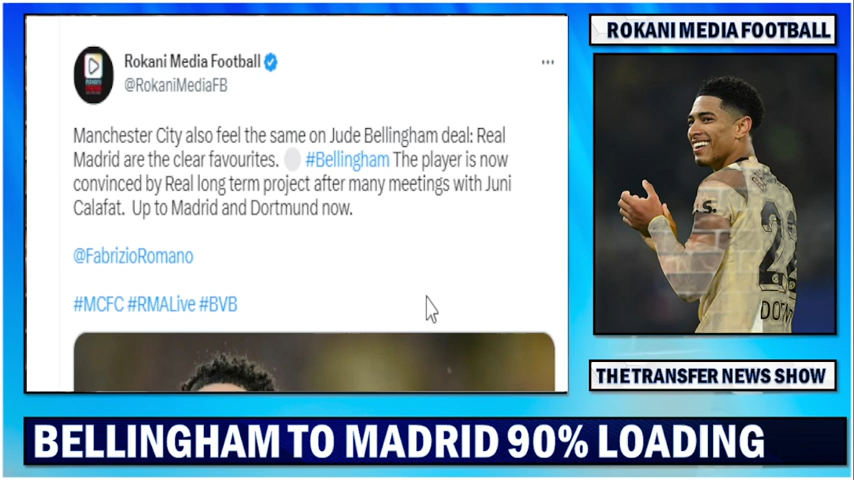 Rokani Media Football
@RokaniMediaFB
Manchester City also feel the same on Jude Bellingham deal: Real
Madrid are the clear favourites. #Bellingham The player is now
convinced by Real long term project after many meetings with Juni
Calafat. Up to Madrid and Dortmund now.
@FabrizioRomano
#MCFC #RMALive #BVB
ROKANI MEDIA FOOTBALL
22
DOT
THE TRANSFER NEWS SHOW
BELLINGHAM TO MADRID 90% LOADING